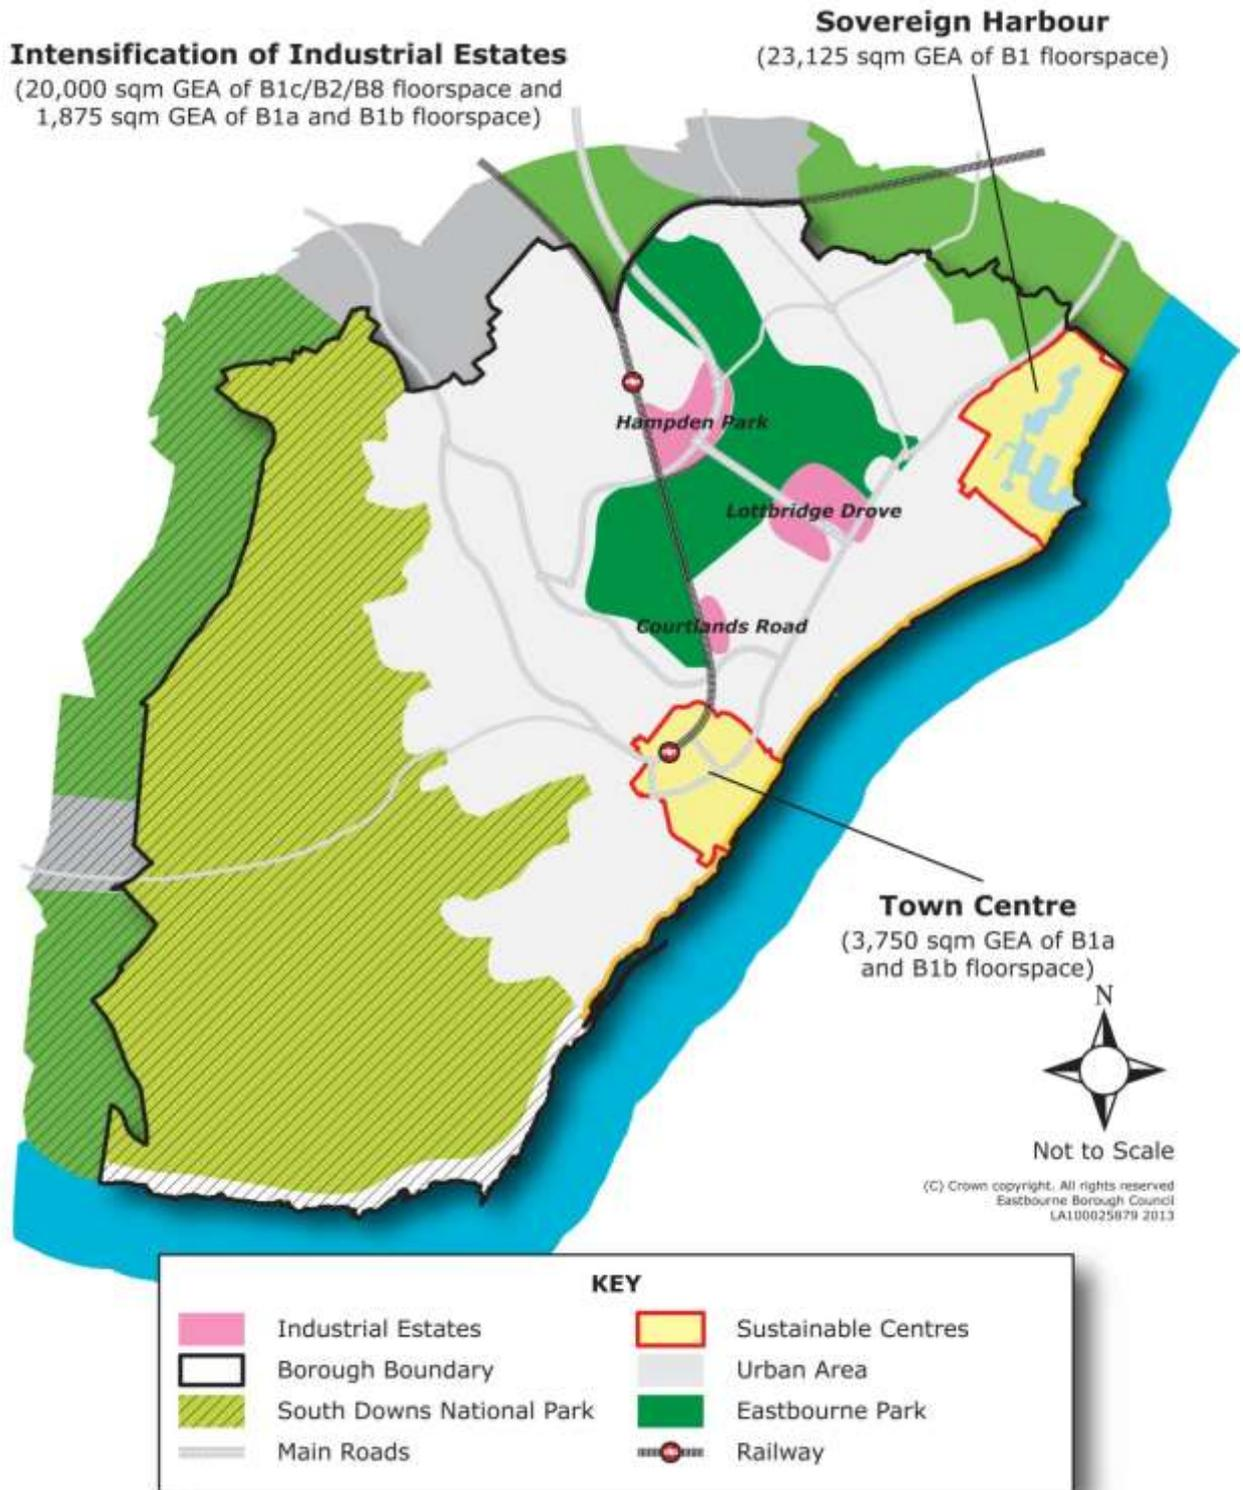 Sovereign Harbour
(23,125 sqm GEA of B1 floorspace)
Intensification of Industrial Estates
(20,000 sqm GEA of B1c/B2/B8 floorspace and
1,875 sqm GEA of B1a and B1b floorspace)
Hampden Park
Lottbridge Drove
Courtlands Road
Town Centre
(3,750 sqm GEA of B1a
and B1b floorspace)
N
Not to Scale
(C) Crown copyright. All rights reserved
Eastbourne Borough Council
LA100025879 2013
KEY
Industrial Estates
Borough Boundary
South Downs National Park
Main Roads
Sustainable Centres
Urban Area
Eastbourne Park
Railway